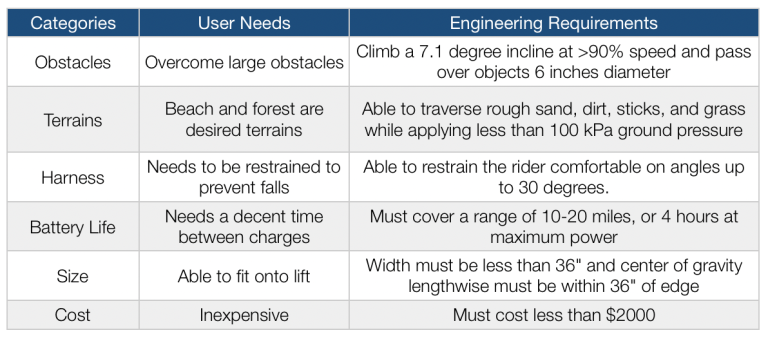 Categories User Needs Engineering Requirements
Obstacles Overcome large obstacles Climb a 7.1 degree incline at >90% speed and pass
over objects 6 inches diameter
Terrains Beach and forest are
desired terrains Able to traverse rough sand, dirt, sticks, and grass
while applying less than 100 kPa ground pressure
Harness Needs to be restrained to
prevent falls Able to restrain the rider comfortable on angles up
to 30 degrees.
Battery Life Needs a decent time
between charges Must cover a range of 10-20 miles, or 4 hours at
maximum power
Size Able to fit onto lift Width must be less than 36" and center of gravity
lengthwise must be within 36" of edge
Cost Inexpensive Must cost less than $2000